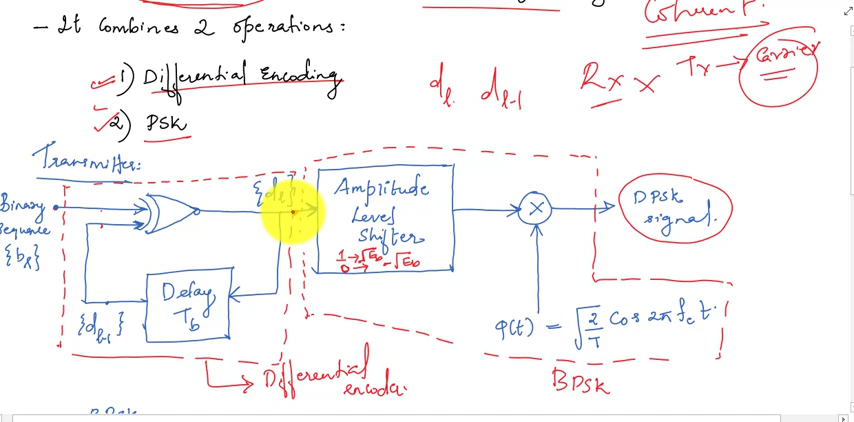 Coherent.
- It combines 2 operations:
1) Differential Encoding
2) PSK
dₖ dₖ₋₁ Rx x Tx → Carrier
Transmitter:
Binary sequence {bₖ}
{dₖ}
Amplitude Level Shifter
1 → √Eb
0 → -√Eb
X
DPSK signal.
Delay Tb
{dₖ₋₁}
φ(t) = √2/T Cos 2π fc t.
Differential encoder.
BPSK